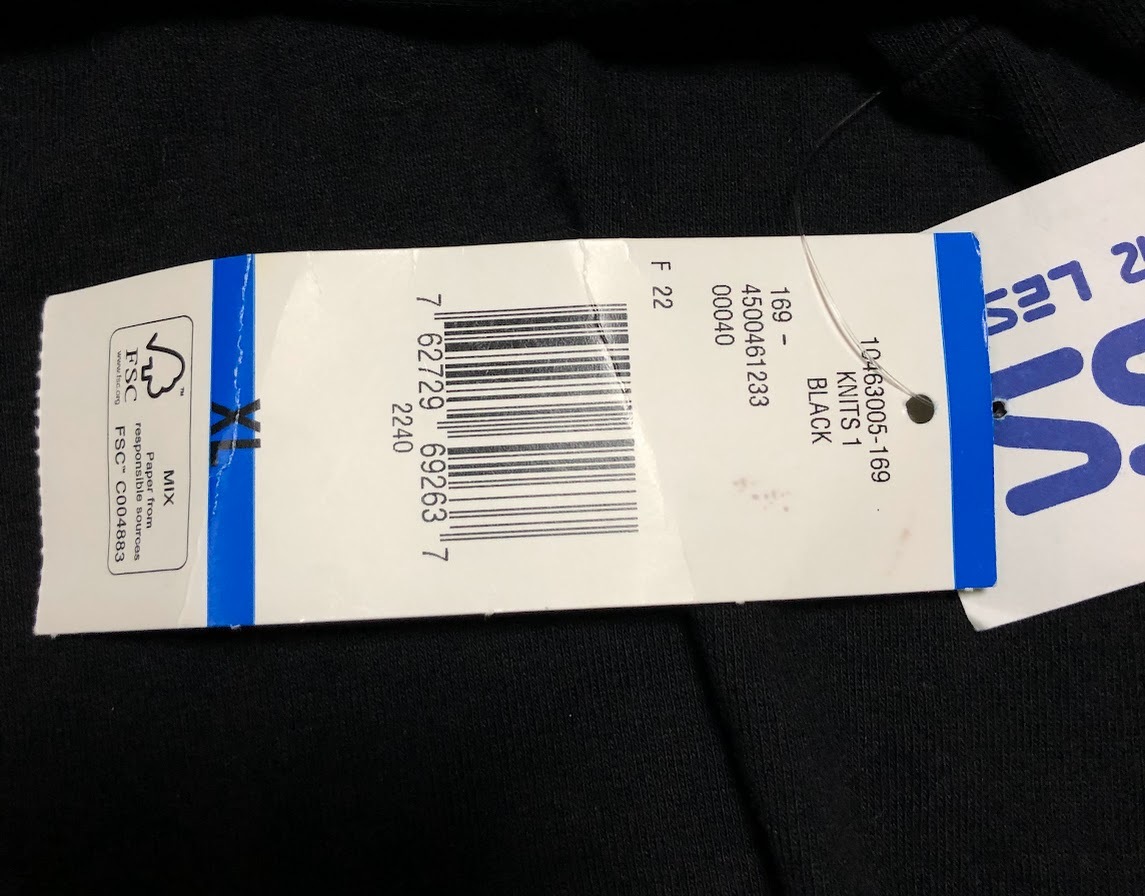 10463005-169
KNITS 1
BLACK
169 -
4500461233
00040
F 22
7 62729 69263 7
2240
XL
MIX
Paper from
responsible sources
FSC™ C004883
FSC
www.fsc.org
LES